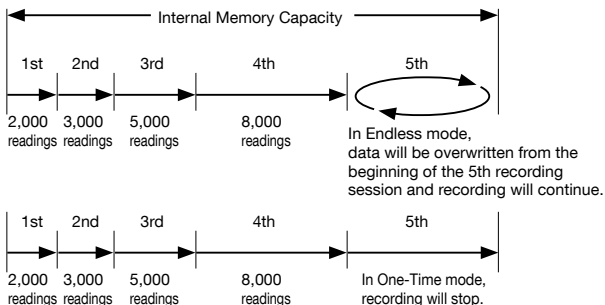 Internal Memory Capacity
1st 2nd 3rd 4th 5th
2,000 3,000 5,000 8,000
readings readings readings readings
In Endless mode,
data will be overwritten from the
beginning of the 5th recording
session and recording will continue.
1st 2nd 3rd 4th 5th
2,000 3,000 5,000 8,000 In One-Time mode,
readings readings readings readings recording will stop.